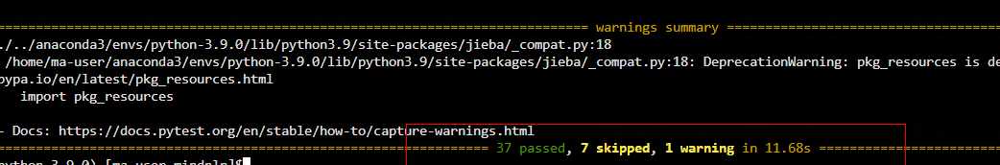 warnings summary
./../anaconda3/envs/python-3.9.0/lib/python3.9/site-packages/jieba/_compat.py:18
/home/ma-user/anaconda3/envs/python-3.9.0/lib/python3.9/site-packages/jieba/_compat.py:18: DeprecationWarning: pkg_resources is de
pypa.io/en/latest/pkg_resources.html
import pkg_resources
- Docs: https://docs.pytest.org/en/stable/how-to/capture-warnings.html
37 passed, 7 skipped, 1 warning in 11.68s
python-3.9.0) [ma-user mindnlp]$